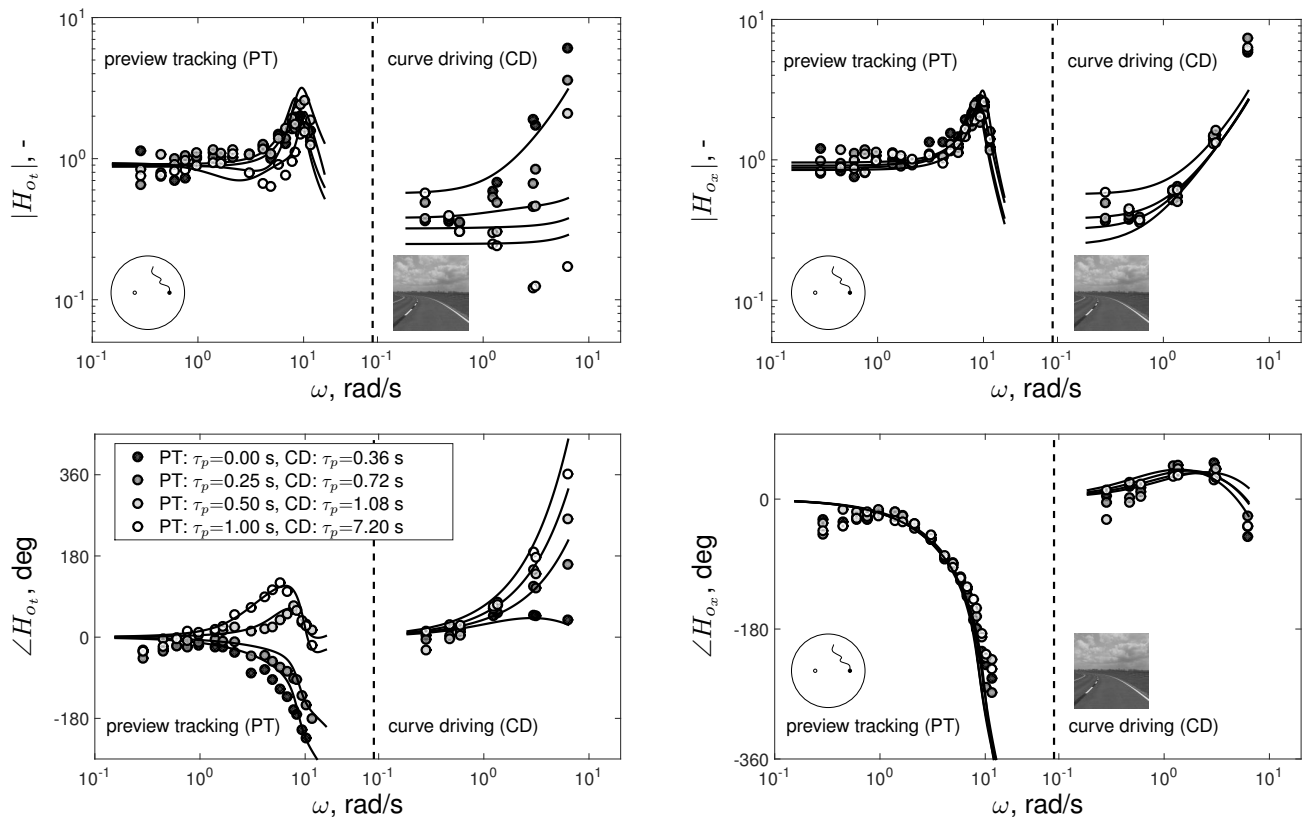 10^1
10^0
10^{-1}
|H_{o_t}|, -
preview tracking (PT)
curve driving (CD)
10^{-1} 10^0 10^1 10^{-1} 10^0 10^1
ω, rad/s
10^1
10^0
10^{-1}
|H_{o_x}|, -
preview tracking (PT)
curve driving (CD)
10^{-1} 10^0 10^1 10^{-1} 10^0 10^1
ω, rad/s
360
180
0
-180
∠H_{o_t}, deg
PT: τ_p=0.00 s, CD: τ_p=0.36 s
PT: τ_p=0.25 s, CD: τ_p=0.72 s
PT: τ_p=0.50 s, CD: τ_p=1.08 s
PT: τ_p=1.00 s, CD: τ_p=7.20 s
preview tracking (PT)
curve driving (CD)
10^{-1} 10^0 10^1 10^{-1} 10^0 10^1
ω, rad/s
0
-180
-360
∠H_{o_x}, deg
preview tracking (PT)
curve driving (CD)
10^{-1} 10^0 10^1 10^{-1} 10^0 10^1
ω, rad/s